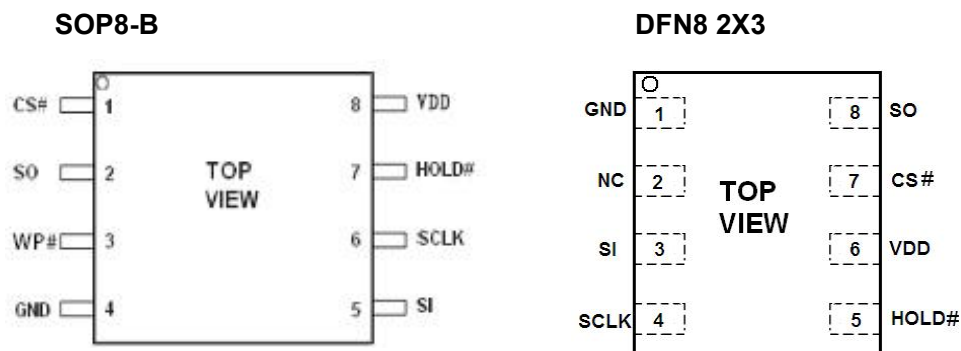 SOP8-B
CS# 1 8 VDD
SO 2 TOP VIEW 7 HOLD#
WP# 3 6 SCLK
GND 4 5 SI
DFN8 2X3
GND 1 8 SO
NC 2 TOP VIEW 7 CS#
SI 3 6 VDD
SCLK 4 5 HOLD#